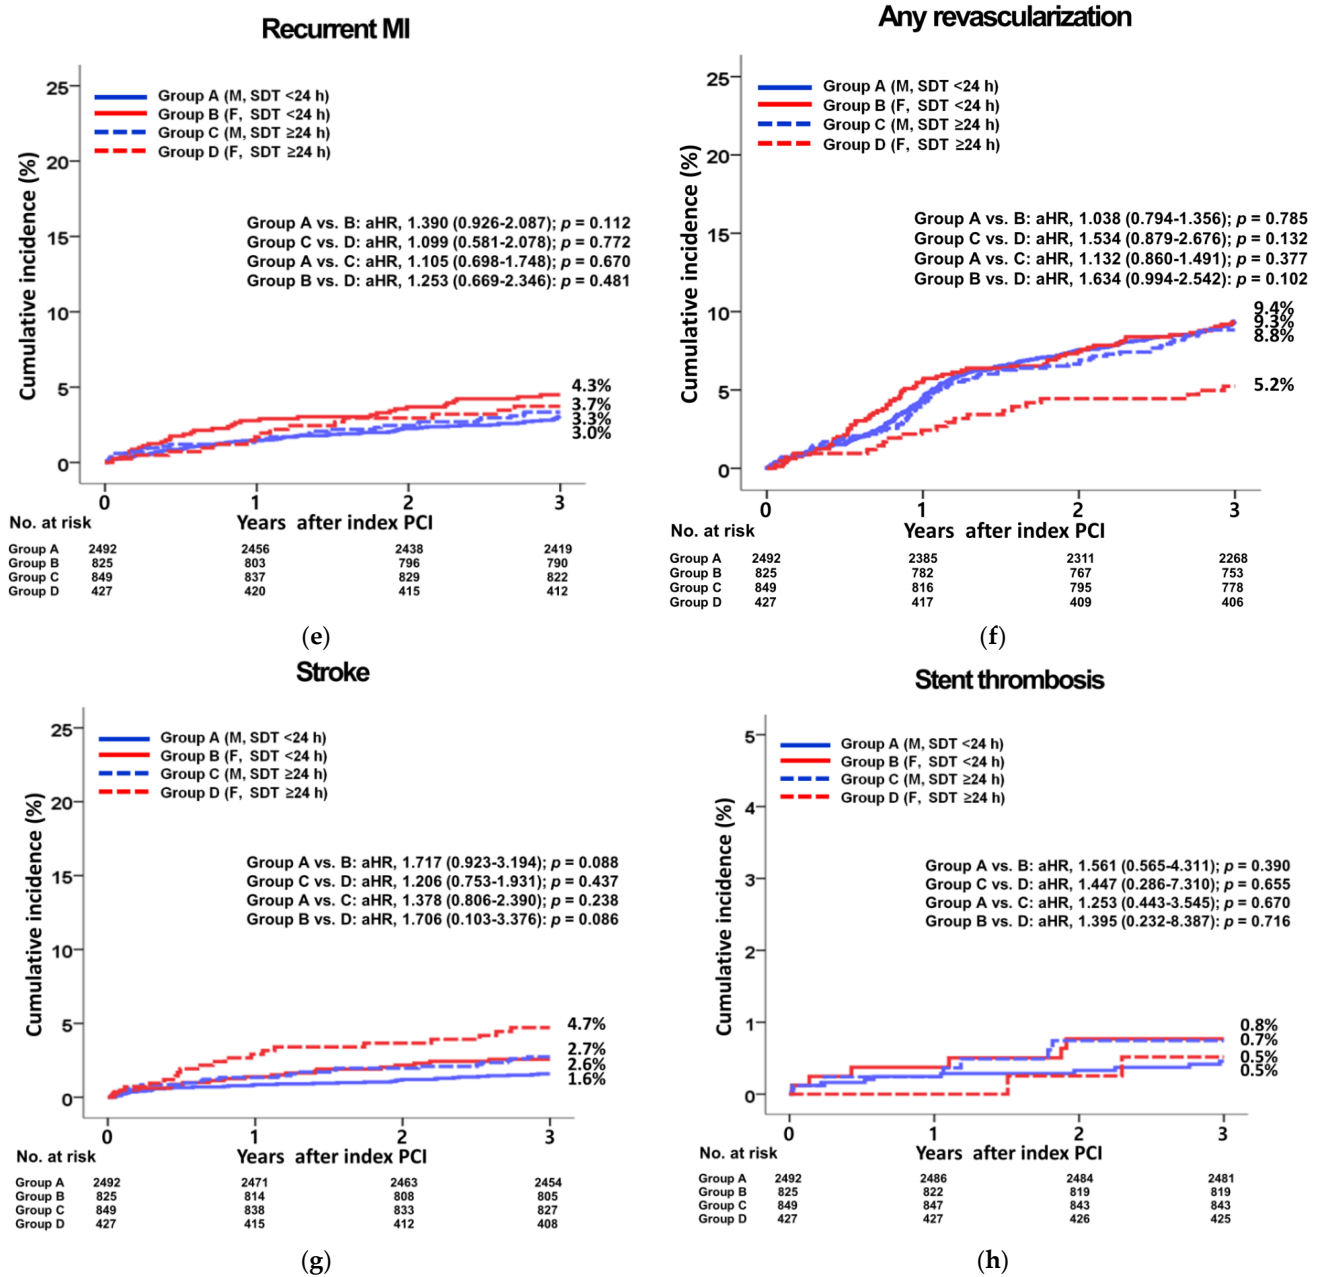 Recurrent MI
25
20
15
10
5
0
Cumulative incidence (%)
Group A (M, SDT <24 h)
Group B (F, SDT <24 h)
Group C (M, SDT ≥24 h)
Group D (F, SDT ≥24 h)
Group A vs. B: aHR, 1.390 (0.926-2.087); p = 0.112
Group C vs. D: aHR, 1.099 (0.581-2.078); p = 0.772
Group A vs. C: aHR, 1.105 (0.698-1.748); p = 0.670
Group B vs. D: aHR, 1.253 (0.669-2.346): p = 0.481
4.3%
3.7%
3.3%
3.0%
0 1 2 3
No. at risk
Years after index PCI
Group A 2492 2456 2438 2419
Group B 825 803 796 790
Group C 849 837 829 822
Group D 427 420 415 412
(e)
Any revascularization
25
20
15
10
5
0
Cumulative incidence (%)
Group A (M, SDT <24 h)
Group B (F, SDT <24 h)
Group C (M, SDT ≥24 h)
Group D (F, SDT ≥24 h)
Group A vs. B: aHR, 1.038 (0.794-1.356); p = 0.785
Group C vs. D: aHR, 1.534 (0.879-2.676); p = 0.132
Group A vs. C: aHR, 1.132 (0.860-1.491); p = 0.377
Group B vs. D: aHR, 1.634 (0.994-2.542): p = 0.102
9.4%
9.3%
8.8%
5.2%
0 1 2 3
No. at risk
Years after index PCI
Group A 2492 2385 2311 2268
Group B 825 782 767 753
Group C 849 816 795 778
Group D 427 417 409 406
(f)
Stroke
25
20
15
10
5
0
Cumulative incidence (%)
Group A (M, SDT <24 h)
Group B (F, SDT <24 h)
Group C (M, SDT ≥24 h)
Group D (F, SDT ≥24 h)
Group A vs. B: aHR, 1.717 (0.923-3.194); p = 0.088
Group C vs. D: aHR, 1.206 (0.753-1.931); p = 0.437
Group A vs. C: aHR, 1.378 (0.806-2.390); p = 0.238
Group B vs. D: aHR, 1.706 (0.103-3.376): p = 0.086
4.7%
2.7%
2.6%
1.6%
0 1 2 3
No. at risk
Years after index PCI
Group A 2492 2471 2463 2454
Group B 825 814 808 805
Group C 849 838 833 827
Group D 427 415 412 408
(g)
Stent thrombosis
5
4
3
2
1
0
Cumulative incidence (%)
Group A (M, SDT <24 h)
Group B (F, SDT <24 h)
Group C (M, SDT ≥24 h)
Group D (F, SDT ≥24 h)
Group A vs. B: aHR, 1.561 (0.565-4.311); p = 0.390
Group C vs. D: aHR, 1.447 (0.286-7.310); p = 0.655
Group A vs. C: aHR, 1.253 (0.443-3.545); p = 0.670
Group B vs. D: aHR, 1.395 (0.232-8.387): p = 0.716
0.8%
0.7%
0.5%
0.5%
0 1 2 3
No. at risk
Years after index PCI
Group A 2492 2486 2484 2481
Group B 825 822 819 819
Group C 849 847 843 843
Group D 427 427 426 425
(h)